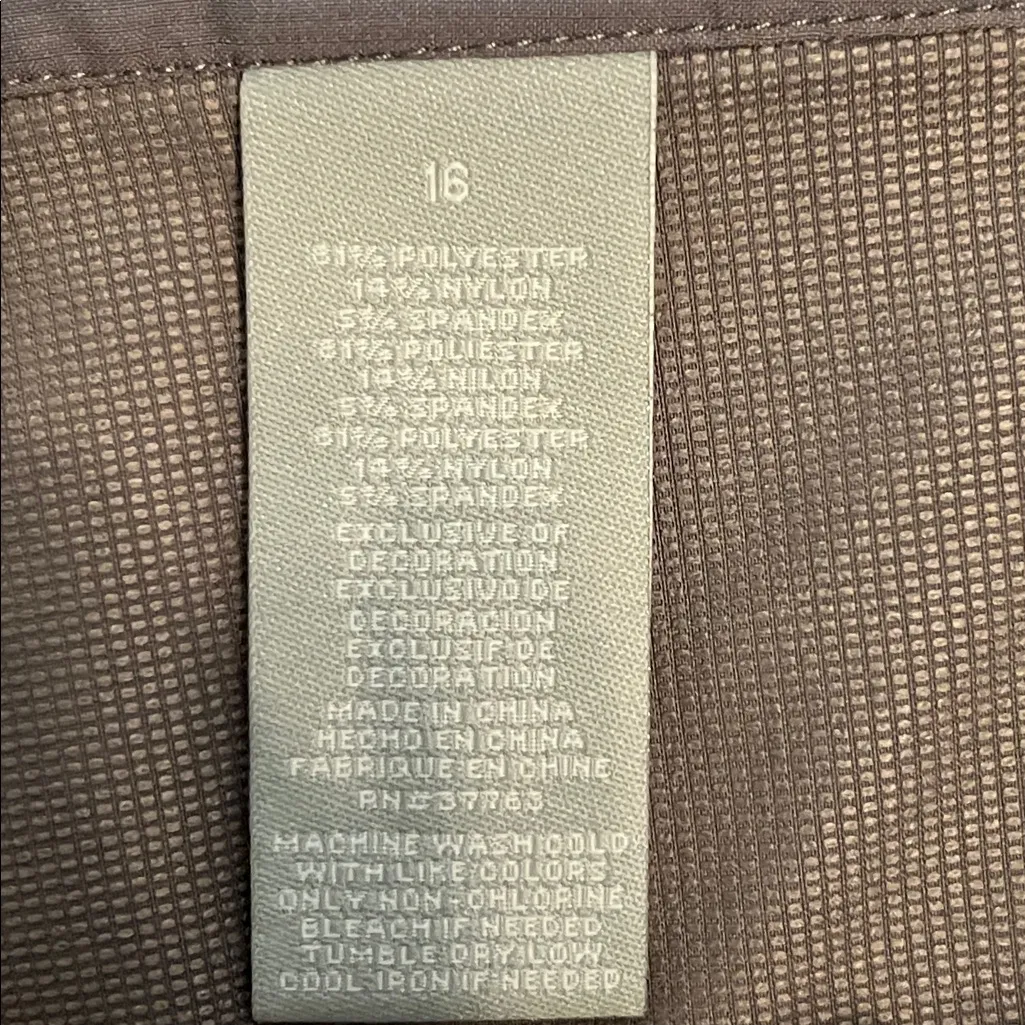 16
81% POLYESTER
14% NYLON
5% SPANDEX
81% POLIESTER
14% NILON
5% SPANDEX
81% POLYESTER
14% NYLON
5% SPANDEX
EXCLUSIVE OF
DECORATION
EXCLUSIVO DE
DECORACION
EXCLUSIF DE
DECORATION
MADE IN CHINA
HECHO EN CHINA
FABRIQUE EN CHINE
RN#37763
MACHINE WASH COLD
WITH LIKE COLORS
ONLY NON-CHLORINE
BLEACH IF NEEDED
TUMBLE DRY LOW
COOL IRON IF NEEDED